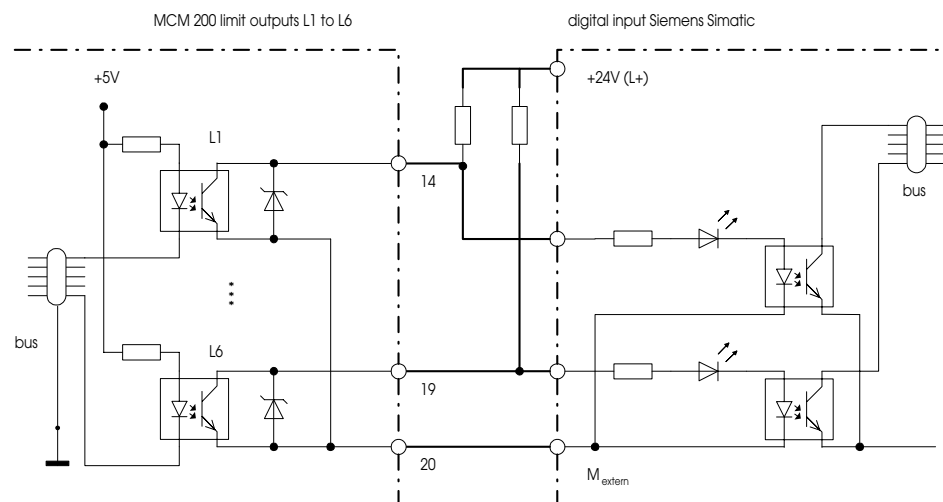 MCM 200 limit outputs L1 to L6
digital input Siemens Simatic
+5V
+24V (L+)
L1
14
bus
***
bus
L6
19
20
M extern